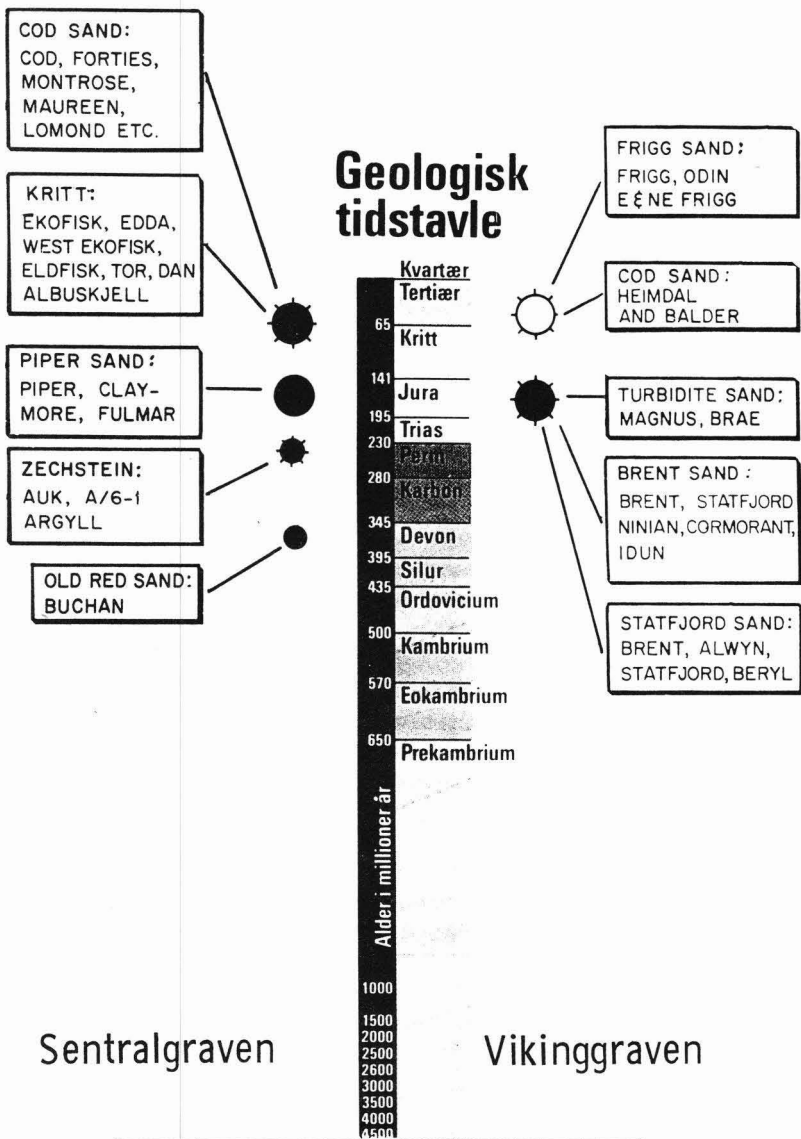 COD SAND:
COD, FORTIES,
MONTROSE,
MAUREEN,
LOMOND ETC.
KRITT:
EKOFISK, EDDA,
WEST EKOFISK,
ELDFISK, TOR, DAN
ALBUSKJELL
PIPER SAND:
PIPER, CLAY-
MORE, FULMAR
ZECHSTEIN:
AUK, A/6-1
ARGYLL
OLD RED SAND:
BUCHAN
Geologisk
tidstavle
Kvartær
Tertiær
65
Kritt
141
Jura
195
Trias
230
Perm
280
Karbon
345
Devon
395
Silur
435
Ordovicium
500
Kambrium
570
Eokambrium
650
Prekambrium
Alder i millioner år
1000
1500
2000
2500
2600
3000
3500
4000
4500
FRIGG SAND:
FRIGG, ODIN
E & NE FRIGG
COD SAND:
HEIMDAL
AND BALDER
TURBIDITE SAND:
MAGNUS, BRAE
BRENT SAND:
BRENT, STATFJORD
NINIAN, CORMORANT,
IDUN
STATFJORD SAND:
BRENT, ALWYN,
STATFJORD, BERYL
Sentralgraven
Vikinggraven